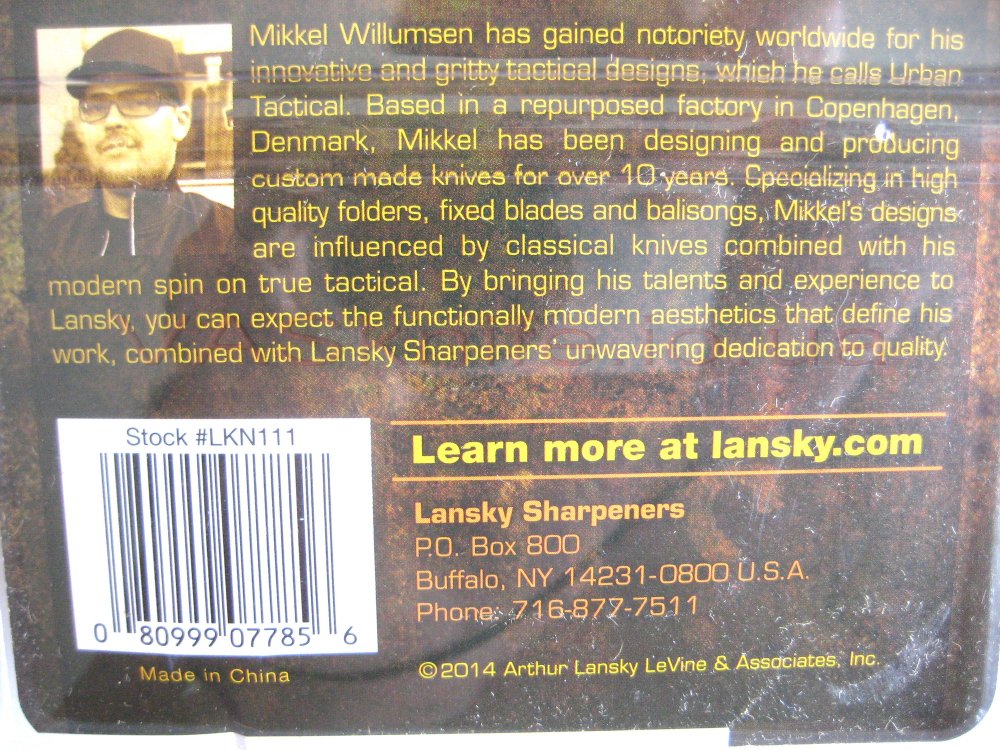 Mikkel Willumsen has gained notoriety worldwide for his
innovative and gritty tactical designs, which he calls Urban
Tactical. Based in a repurposed factory in Copenhagen,
Denmark, Mikkel has been designing and producing
custom made knives for over 10 years. Specializing in high
quality folders, fixed blades and balisongs, Mikkel's designs
are influenced by classical knives combined with his
modern spin on true tactical. By bringing his talents and experience to
Lansky, you can expect the functionally modern aesthetics that define his
work, combined with Lansky Sharpeners' unwavering dedication to quality.
Stock #LKN111
0 80999 07785 6
Made in China
Learn more at lansky.com
Lansky Sharpeners
P.O. Box 800
Buffalo, NY 14231-0800 U.S.A.
Phone: 716-877-7511
©2014 Arthur Lansky LeVine & Associates, Inc.